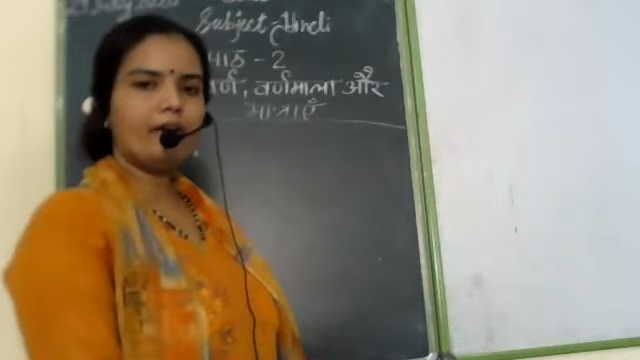 Subject - Hindi
पाठ - 2
वर्ण, वर्णमाला और
मात्राएँ